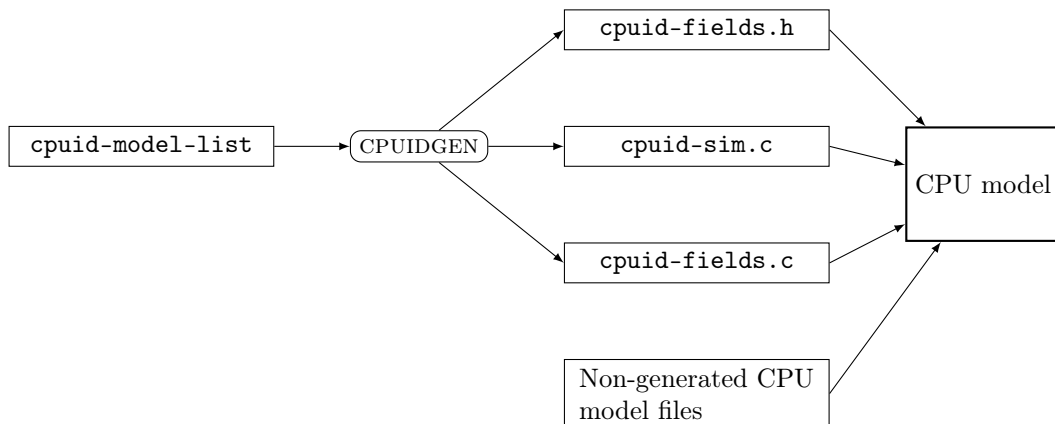 cpuid-fields.h
cpuid-model-list
CPUIDGEN
cpuid-sim.c
CPU model
cpuid-fields.c
Non-generated CPU
model files